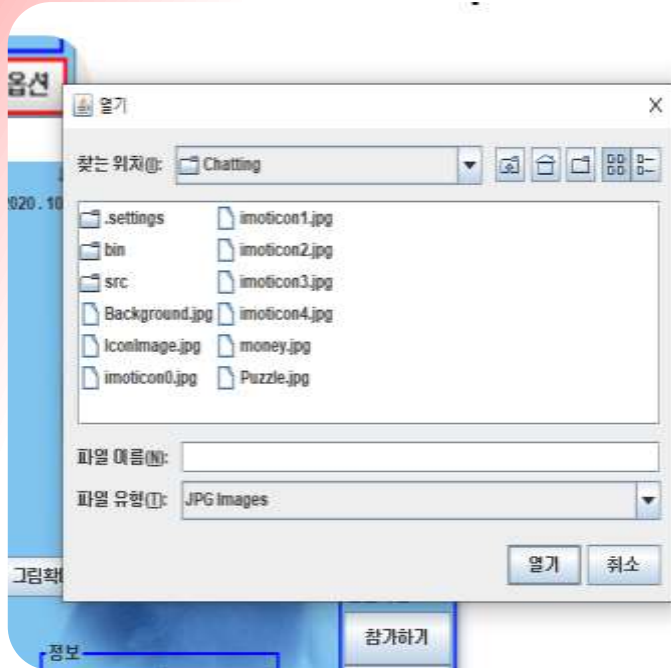 옵션
열기
찾는 위치(I): Chatting
2020 . 10
.settings imoticon1.jpg
bin imoticon2.jpg
src imoticon3.jpg
Background.jpg imoticon4.jpg
IconImage.jpg money.jpg
imoticon0.jpg Puzzle.jpg
파일 이름(N):
파일 유형(T): JPG Images
열기 취소
그림확
참가하기
정보